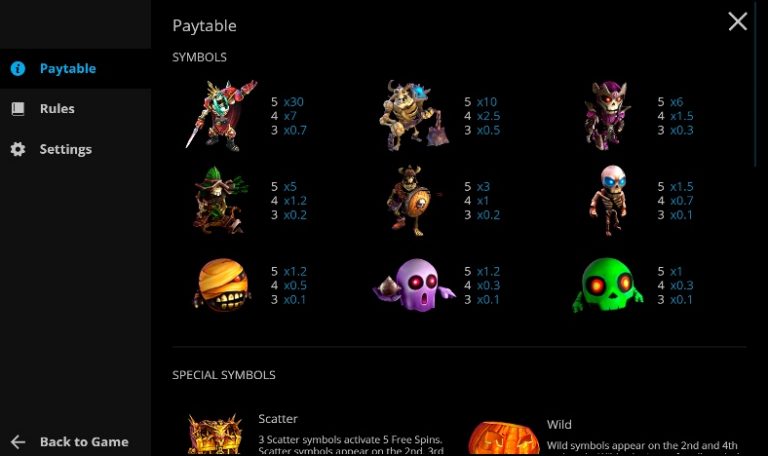 Paytable
SYMBOLS
Paytable
Rules
Settings
5 x30
4 x7
3 x0.7
5 x10
4 x2.5
3 x0.5
5 x6
4 x1.5
3 x0.3
5 x5
4 x1.2
3 x0.2
5 x3
4 x1
3 x0.2
5 x1.5
4 x0.7
3 x0.1
5 x1.2
4 x0.5
3 x0.1
5 x1.2
4 x0.3
3 x0.1
5 x1
4 x0.3
3 x0.1
SPECIAL SYMBOLS
Scatter
3 Scatter symbols activate 5 Free Spins.
Scatter symbols appear on the 2nd, 3rd
Wild
Wild symbols appear on the 2nd and 4th
Back to Game